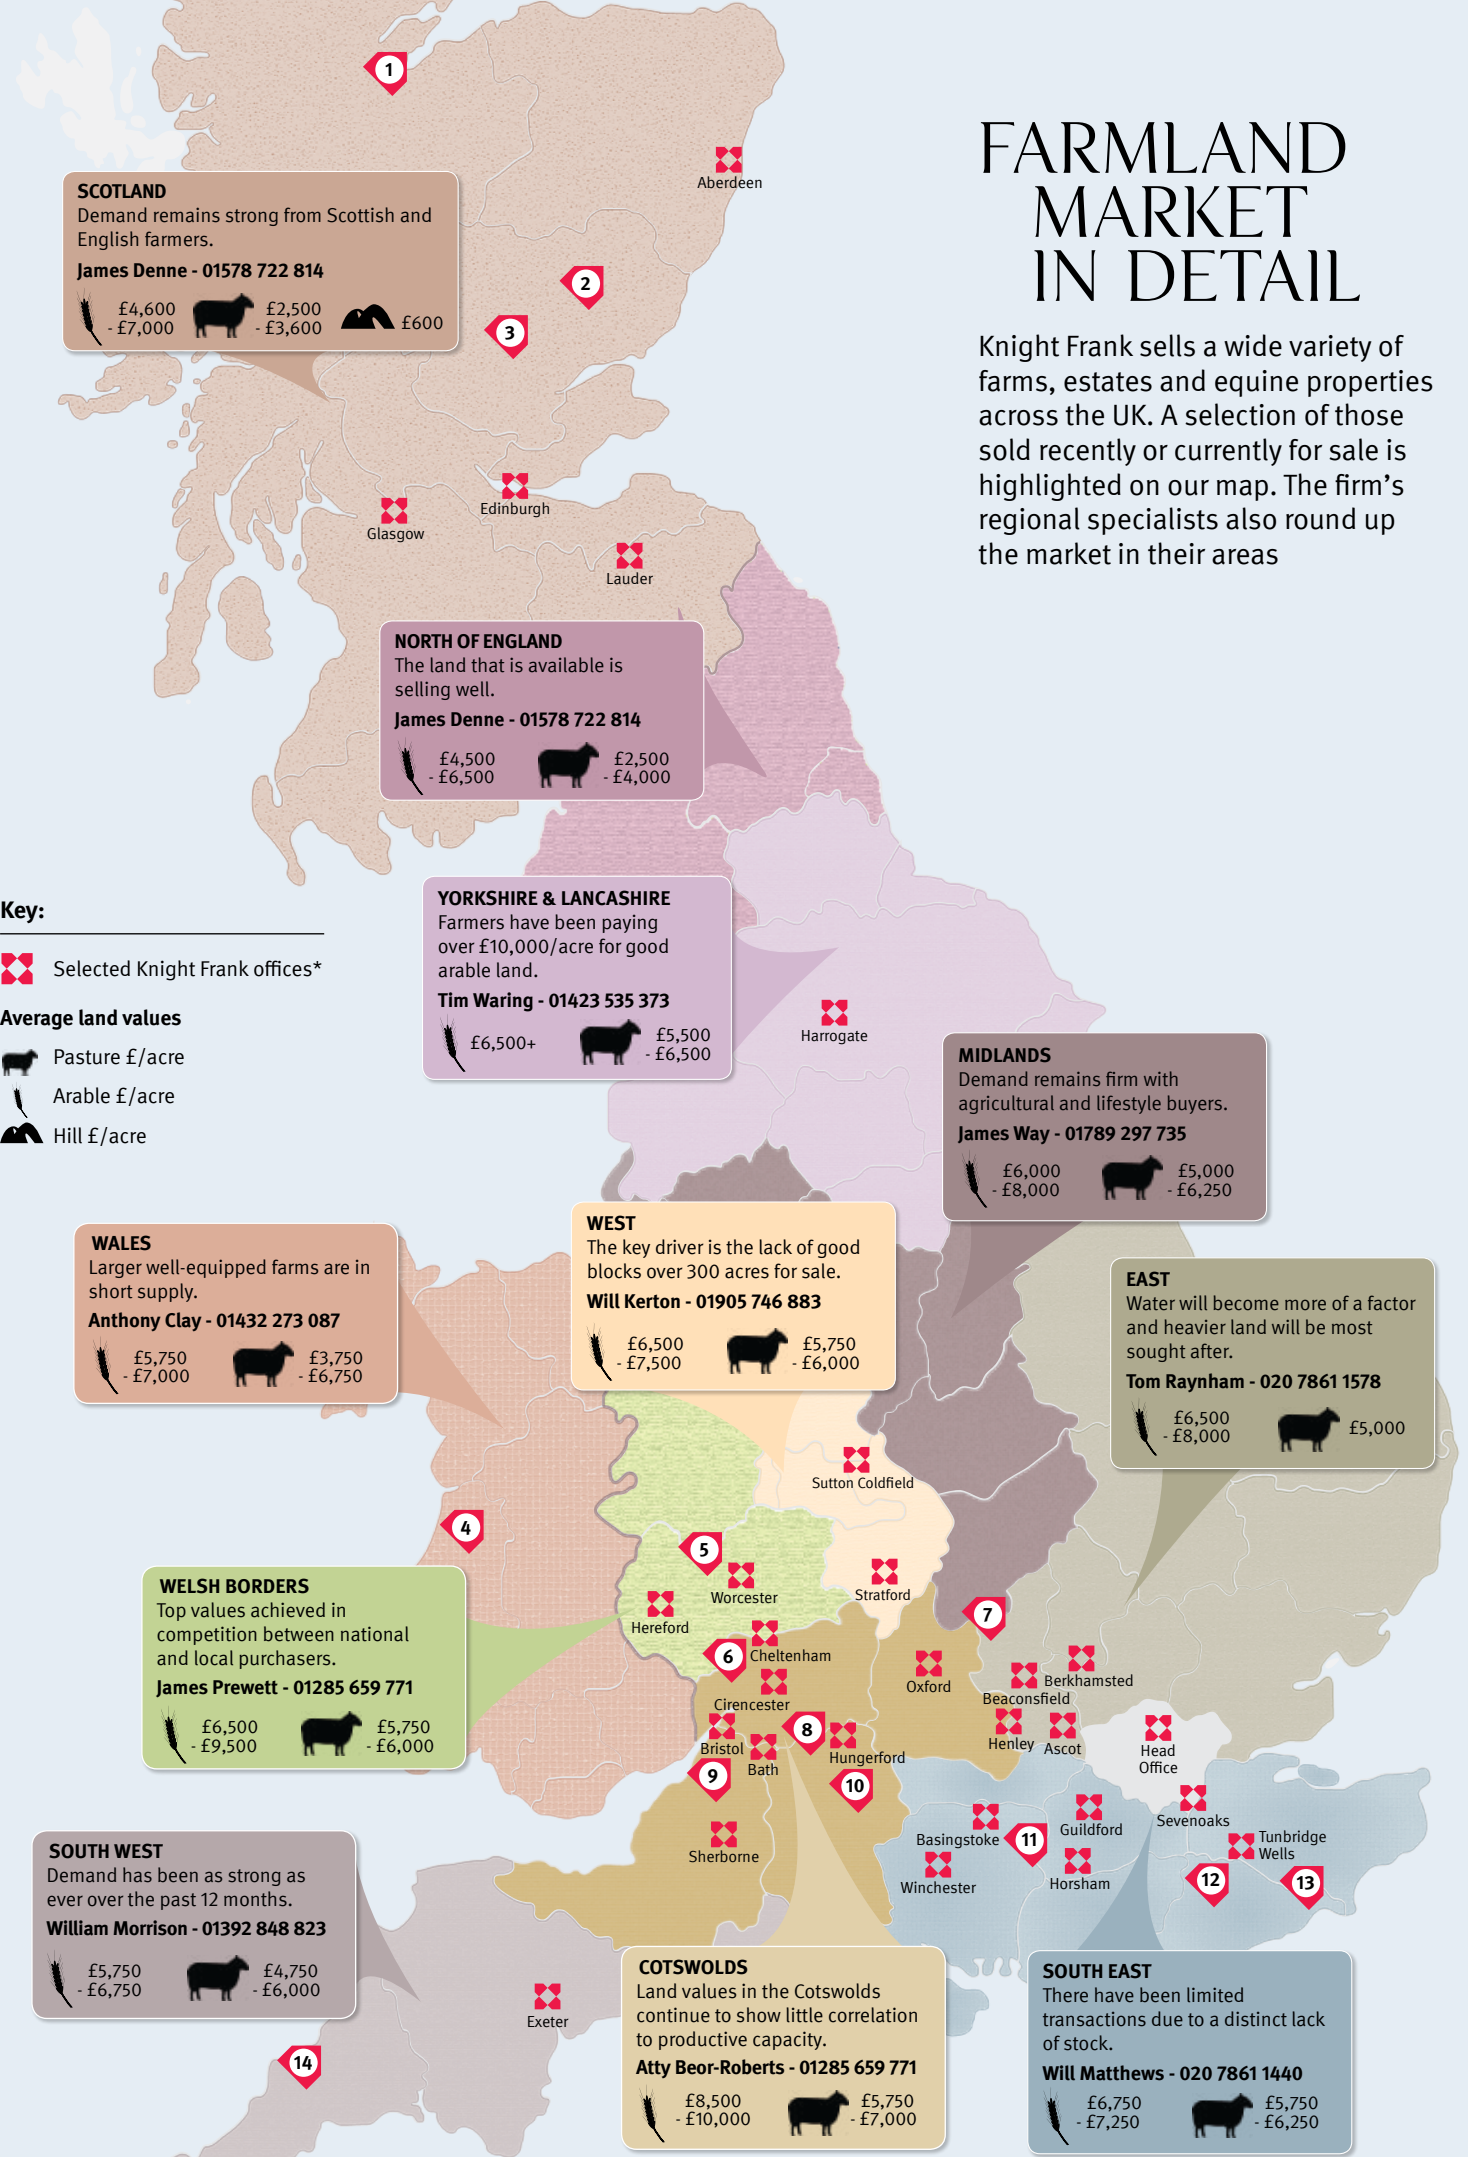 FARMLAND
MARKET
IN DETAIL
Knight Frank sells a wide variety of
farms, estates and equine properties
across the UK. A selection of those
sold recently or currently for sale is
highlighted on our map. The firm's
regional specialists also round up
the market in their areas
1
Aberdeen
SCOTLAND
Demand remains strong from Scottish and
English farmers.
James Denne - 01578 722 814
£4,600
- £7,000
£2,500
- £3,600
£600
2
3
Edinburgh
Glasgow
Lauder
NORTH OF ENGLAND
The land that is available is
selling well.
James Denne - 01578 722 814
£4,500
- £6,500
£2,500
- £4,000
YORKSHIRE & LANCASHIRE
Farmers have been paying
over £10,000/acre for good
arable land.
Tim Waring - 01423 535 373
£6,500+
£5,500
- £6,500
Key:
Selected Knight Frank offices*
Average land values
Pasture £/acre
Arable £/acre
Hill £/acre
Harrogate
MIDLANDS
Demand remains firm with
agricultural and lifestyle buyers.
James Way - 01789 297 735
£6,000
- £8,000
£5,000
- £6,250
WALES
Larger well-equipped farms are in
short supply.
Anthony Clay - 01432 273 087
£5,750
- £7,000
£3,750
- £6,750
WEST
The key driver is the lack of good
blocks over 300 acres for sale.
Will Kerton - 01905 746 883
£6,500
- £7,500
£5,750
- £6,000
EAST
Water will become more of a factor
and heavier land will be most
sought after.
Tom Raynham - 020 7861 1578
£6,500
- £8,000
£5,000
Sutton Coldfield
4
5
Worcester
Stratford
Hereford
7
WELSH BORDERS
Top values achieved in
competition between national
and local purchasers.
James Prewett - 01285 659 771
£6,500
- £9,500
£5,750
- £6,000
6
Cheltenham
Cirencester
Oxford
Berkhamsted
Beaconsfield
Bristol
8
Bath
Hungerford
Henley
Ascot
Head
Office
9
10
Sherborne
Basingstoke
11
Guildford
Sevenoaks
Tunbridge
Wells
Winchester
Horsham
12
13
SOUTH WEST
Demand has been as strong as
ever over the past 12 months.
William Morrison - 01392 848 823
£5,750
- £6,750
£4,750
- £6,000
Exeter
14
COTSWOLDS
Land values in the Cotswolds
continue to show little correlation
to productive capacity.
Atty Beor-Roberts - 01285 659 771
£8,500
- £10,000
£5,750
- £7,000
SOUTH EAST
There have been limited
transactions due to a distinct lack
of stock.
Will Matthews - 020 7861 1440
£6,750
- £7,250
£5,750
- £6,250